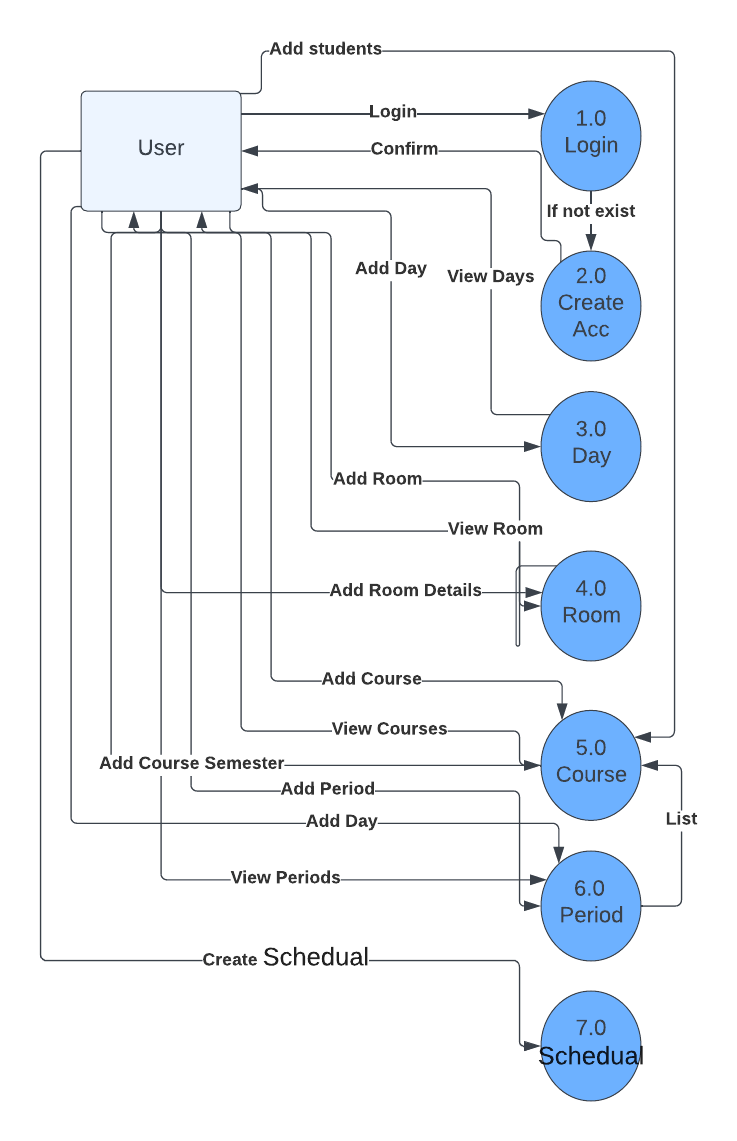 Add students
User
Login
1.0
Login
Confirm
If not exist
Add Day
View Days
2.0
Create
Acc
3.0
Day
Add Room
View Room
Add Room Details
4.0
Room
Add Course
View Courses
Add Course Semester
5.0
Course
Add Period
Add Day
List
View Periods
6.0
Period
Create Schedual
7.0
Schedual